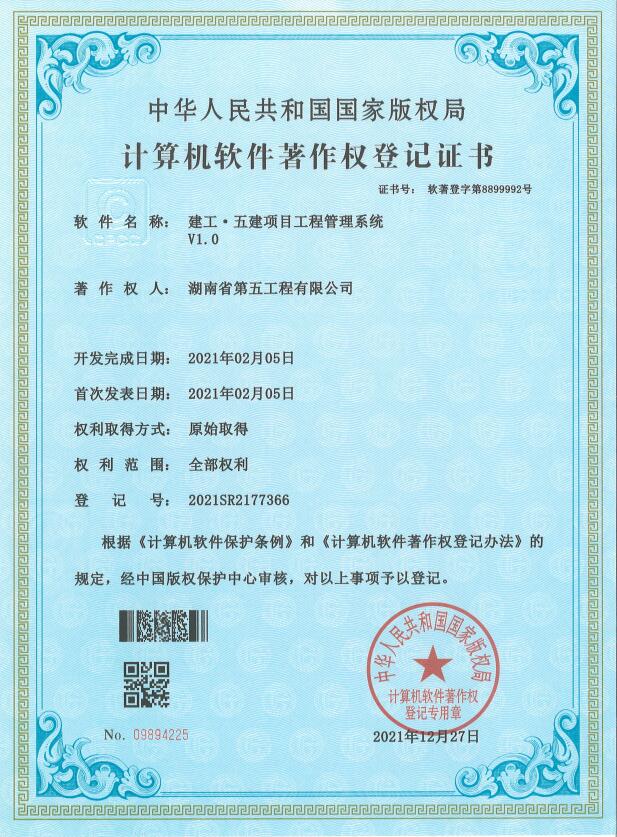 中华人民共和国国家版权局
计算机软件著作权登记证书
证书号： 软著登字第8899992号
CPCC
软件名称： 建工·五建项目工程管理系统
V1.0
著作权人： 湖南省第五工程有限公司
开发完成日期： 2021年02月05日
首次发表日期： 2021年02月05日
权利取得方式： 原始取得
权利范围： 全部权利
登记号： 2021SR2177366
根据《计算机软件保护条例》和《计算机软件著作权登记办法》的
规定，经中国版权保护中心审核，对以上事项予以登记。
中华人民共和国国家版权局
计算机软件著作权
登记专用章
No. 09894225
2021年12月27日